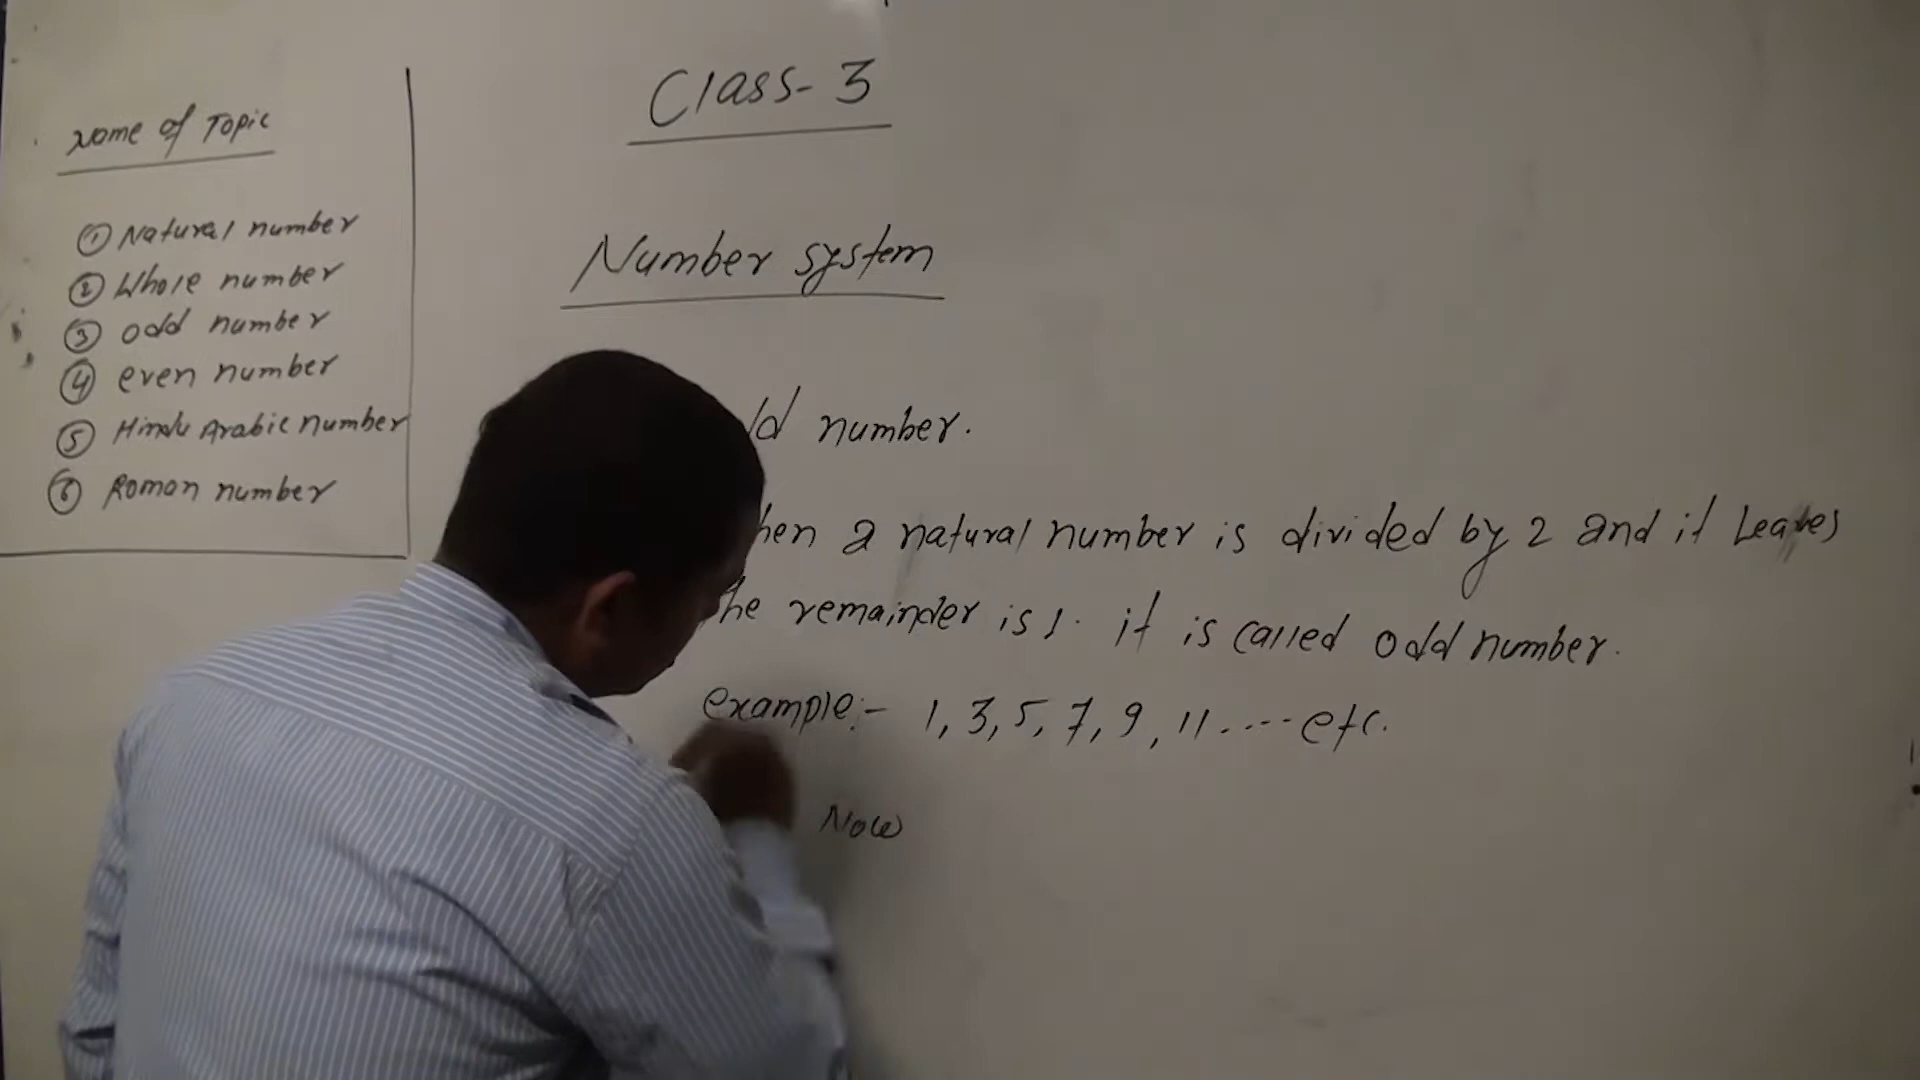 Class- 3
Name of Topic
① Natural number
② Whole number
③ odd number
④ even number
⑤ Hindu Arabic number
⑥ Roman number
Number system
dd number.
hen a natural number is divided by 2 and it Leaves
the remainder is 1. it is called odd number.
example:- 1, 3, 5, 7, 9, 11.---etc.
Now